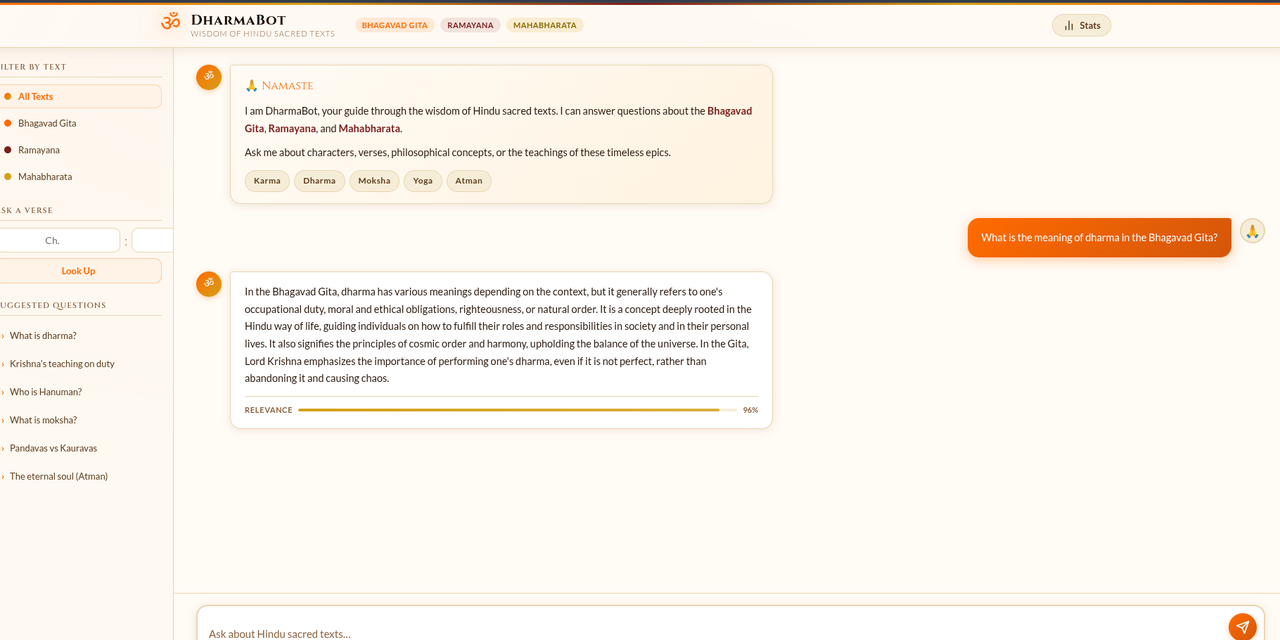 ॐ DharmaBot
WISDOM OF HINDU SACRED TEXTS
BHAGAVAD GITA RAMAYANA MAHABHARATA
Stats
ILTER BY TEXT
All Texts
Bhagavad Gita
Ramayana
Mahabharata
SK A VERSE
Ch. :
Look Up
UGGESTED QUESTIONS
› What is dharma?
› Krishna's teaching on duty
› Who is Hanuman?
› What is moksha?
› Pandavas vs Kauravas
› The eternal soul (Atman)
ॐ
🙏 Namaste
I am DharmaBot, your guide through the wisdom of Hindu sacred texts. I can answer questions about the Bhagavad
Gita, Ramayana, and Mahabharata.
Ask me about characters, verses, philosophical concepts, or the teachings of these timeless epics.
Karma Dharma Moksha Yoga Atman
What is the meaning of dharma in the Bhagavad Gita? 🙏
ॐ
In the Bhagavad Gita, dharma has various meanings depending on the context, but it generally refers to one's
occupational duty, moral and ethical obligations, righteousness, or natural order. It is a concept deeply rooted in the
Hindu way of life, guiding individuals on how to fulfill their roles and responsibilities in society and in their personal
lives. It also signifies the principles of cosmic order and harmony, upholding the balance of the universe. In the Gita,
Lord Krishna emphasizes the importance of performing one's dharma, even if it is not perfect, rather than
abandoning it and causing chaos.
RELEVANCE 96%
Ask about Hindu sacred texts...